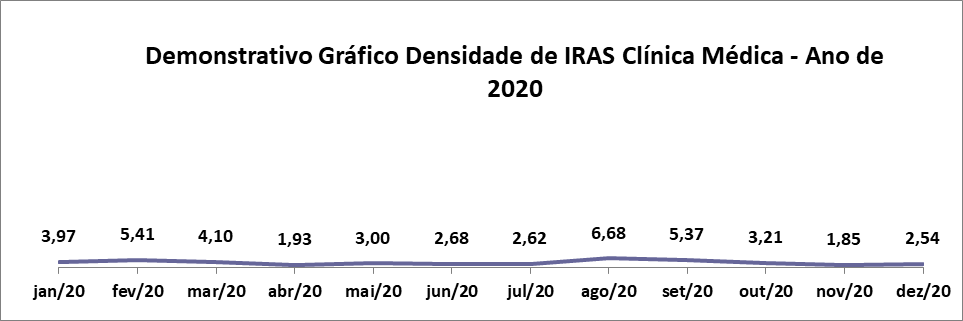 Demonstrativo Gráfico Densidade de IRAS Clínica Médica - Ano de
2020
3,97 5,41 4,10 1,93 3,00 2,68 2,62 6,68 5,37 3,21 1,85 2,54
jan/20 fev/20 mar/20 abr/20 mai/20 jun/20 jul/20 ago/20 set/20 out/20 nov/20 dez/20